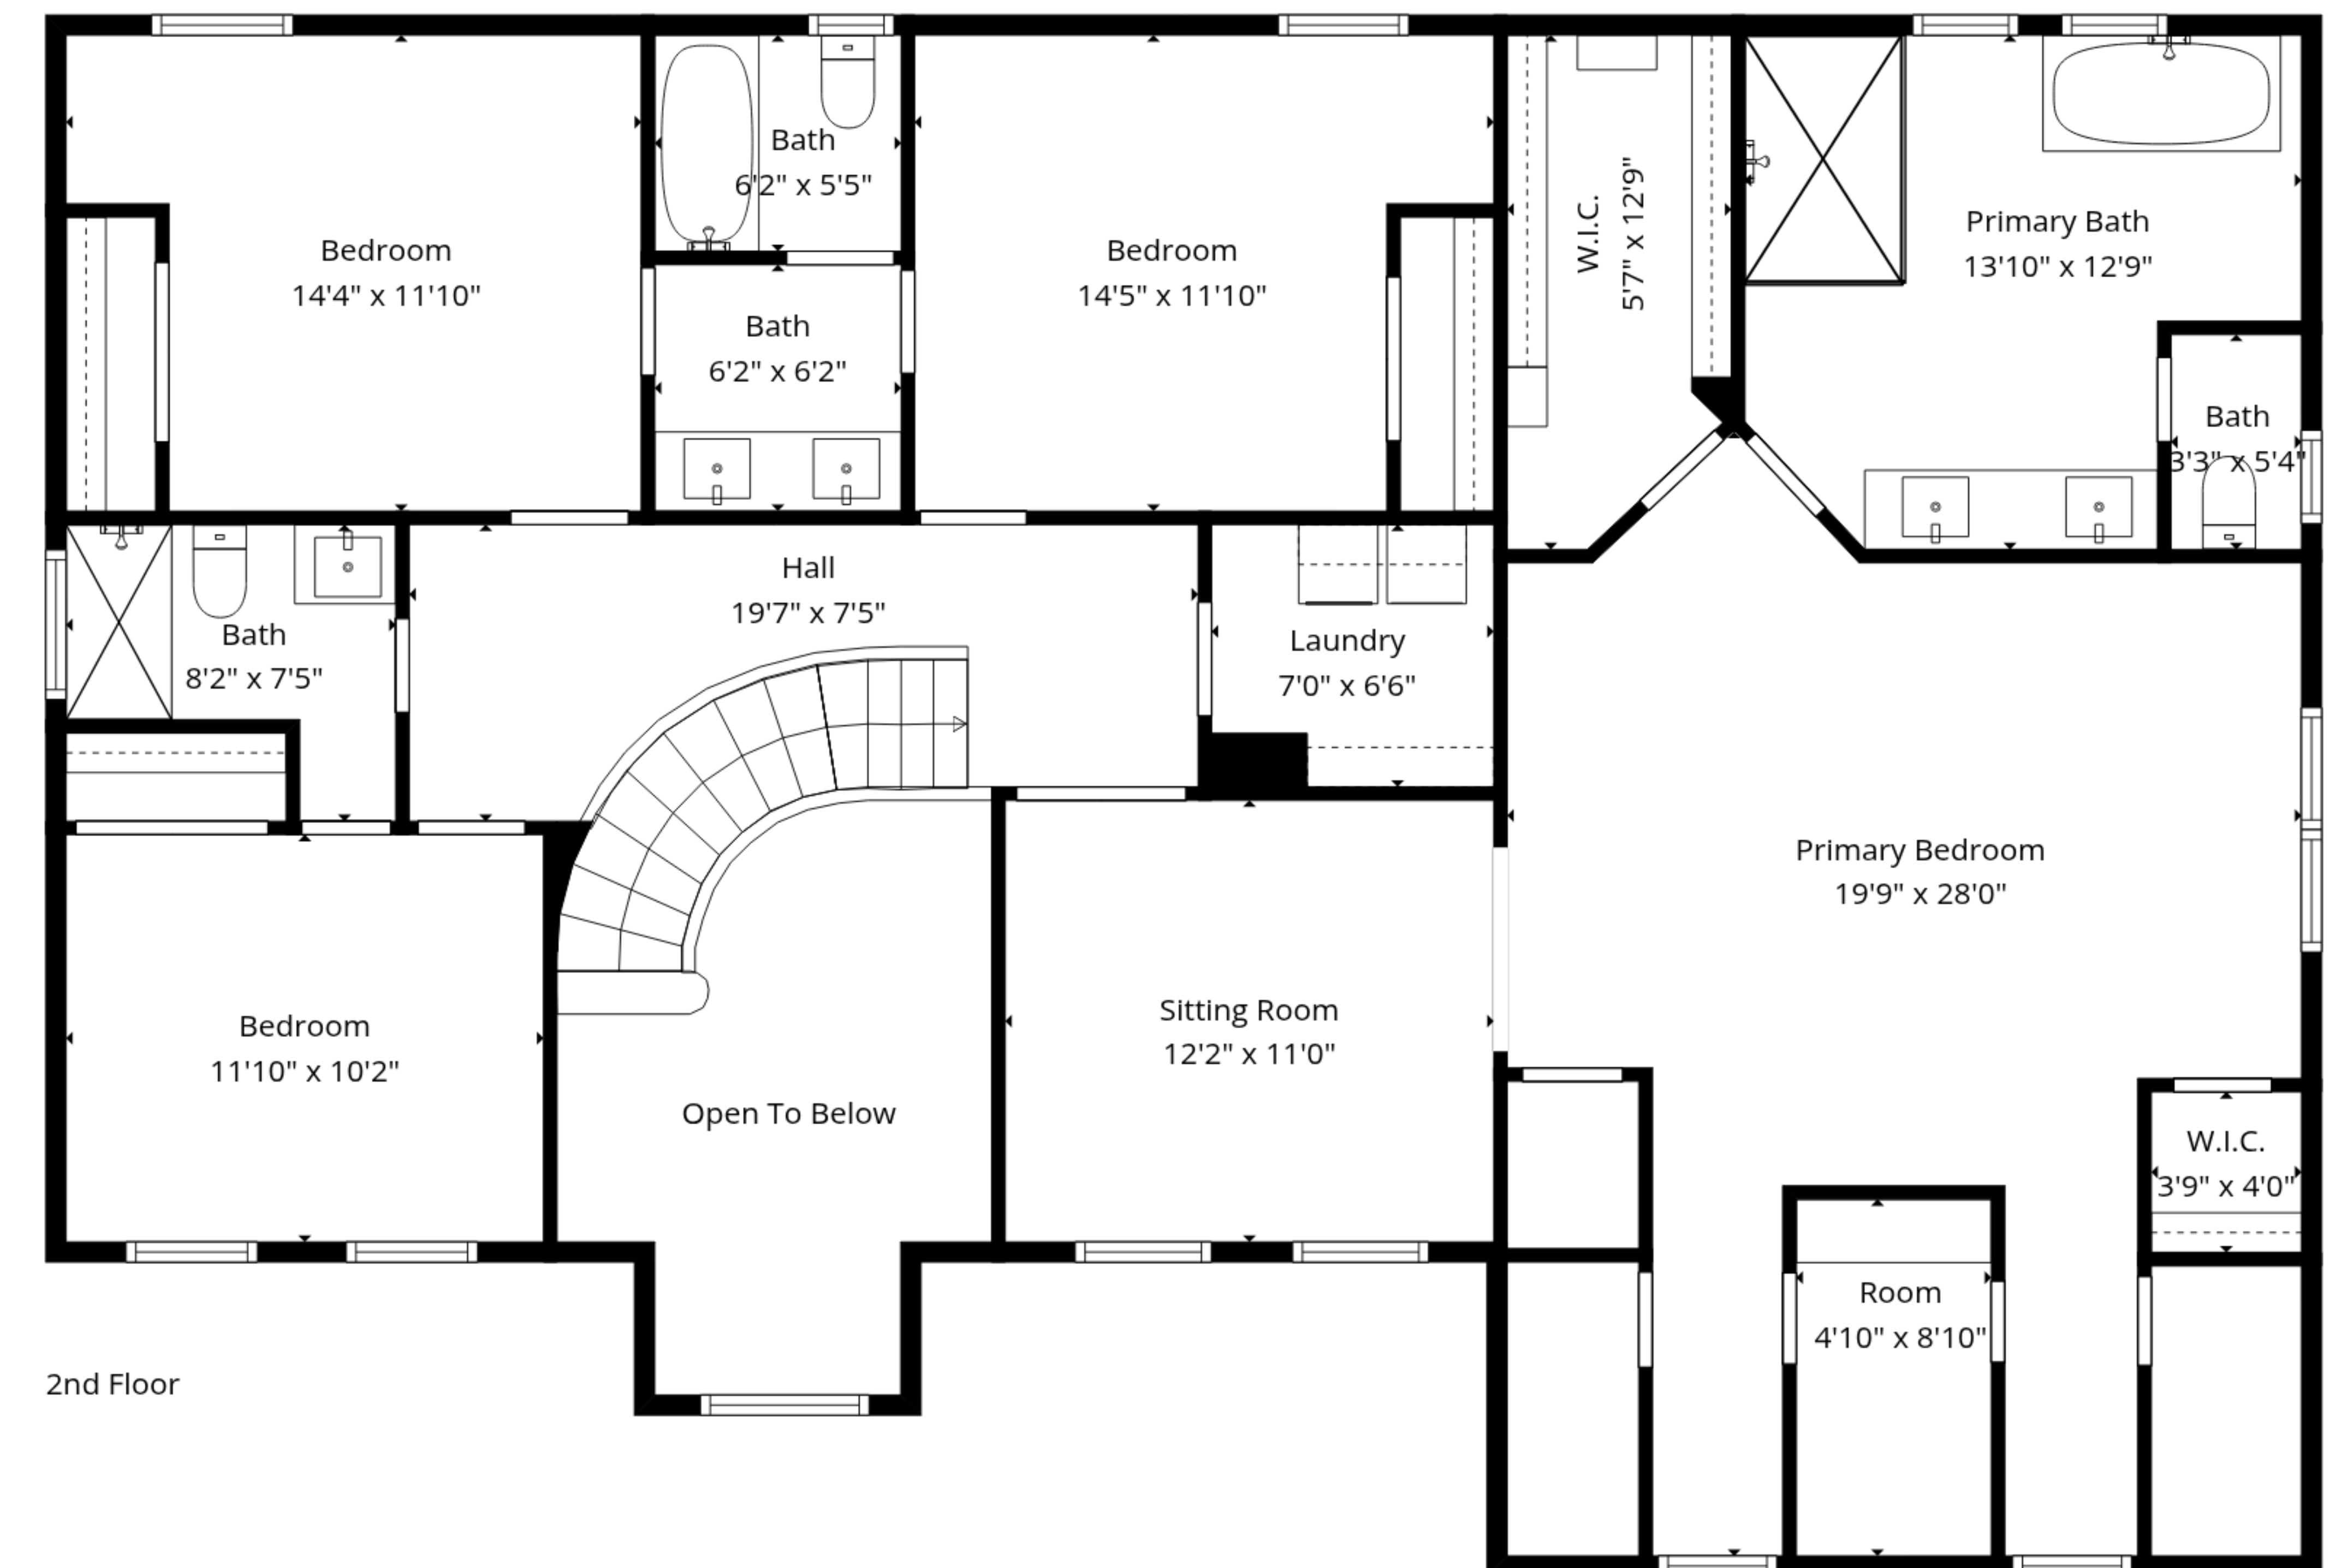 Bath
6'2" x 5'5"
Bedroom
14'4" x 11'10"
Bath
6'2" x 6'2"
Bedroom
14'5" x 11'10"
W.I.C.
5'7" x 12'9"
Primary Bath
13'10" x 12'9"
Bath
3'3" x 5'4"
Hall
19'7" x 7'5"
Bath
8'2" x 7'5"
Laundry
7'0" x 6'6"
Primary Bedroom
19'9" x 28'0"
Bedroom
11'10" x 10'2"
Sitting Room
12'2" x 11'0"
Open To Below
W.I.C.
3'9" x 4'0"
Room
4'10" x 8'10"
2nd Floor